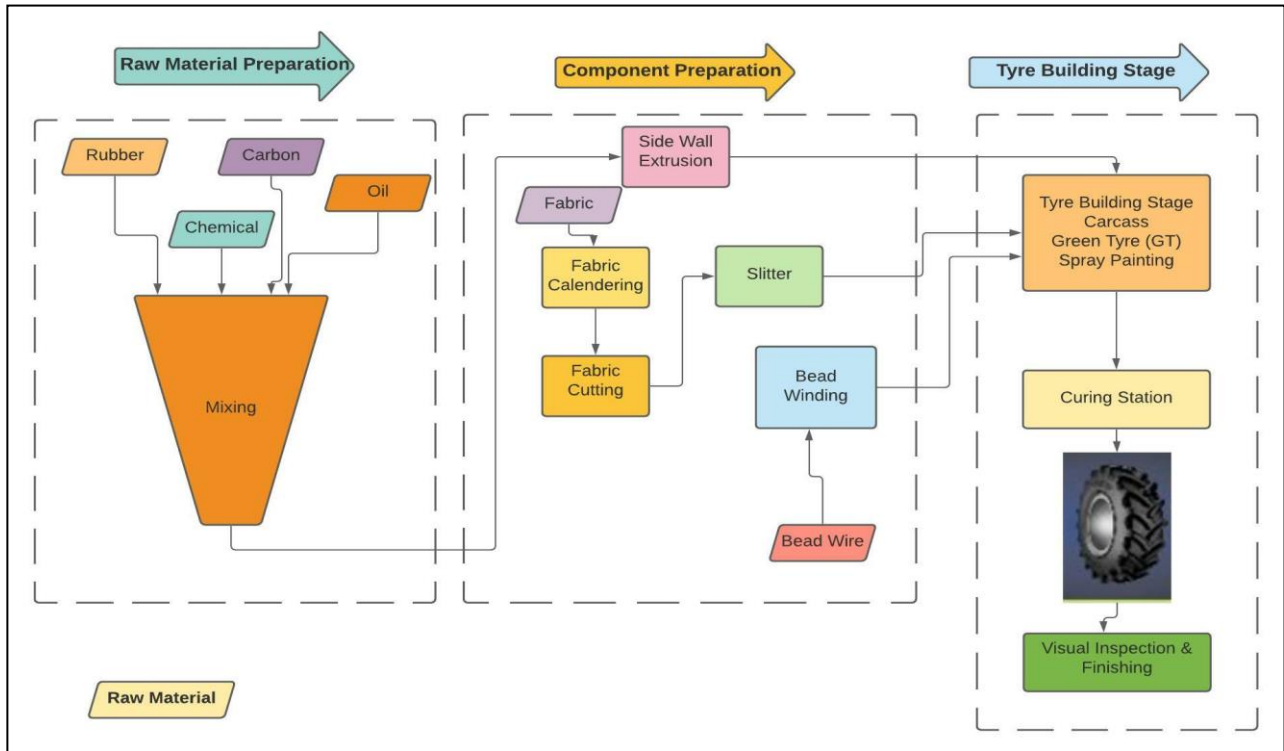 Raw Material Preparation
Component Preparation
Tyre Building Stage
Rubber
Carbon
Oil
Chemical
Mixing
Side Wall
Extrusion
Fabric
Fabric
Calendering
Slitter
Fabric
Cutting
Bead
Winding
Bead Wire
Tyre Building Stage
Carcass
Green Tyre (GT)
Spray Painting
Curing Station
Visual Inspection &
Finishing
Raw Material